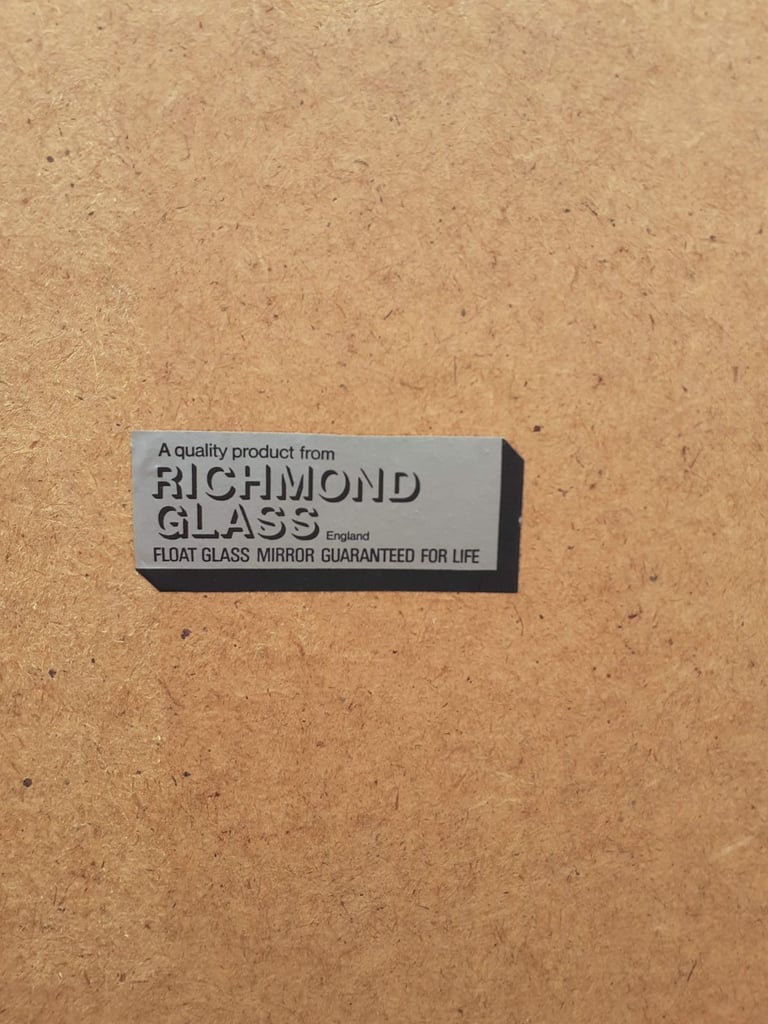 A quality product from
RICHMOND
GLASS England
FLOAT GLASS MIRROR GUARANTEED FOR LIFE